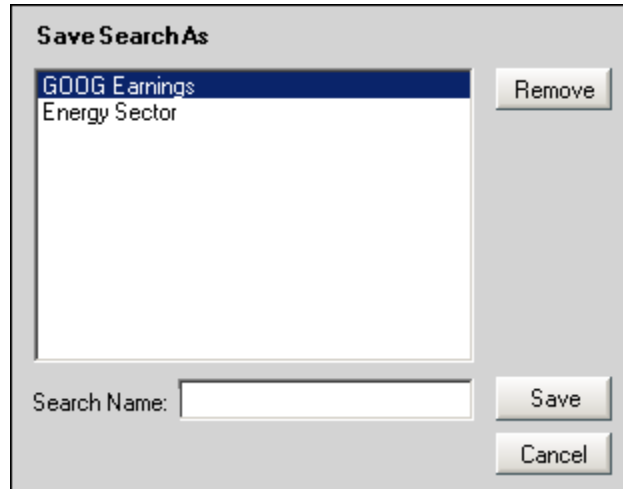 Save Search As
GOOG Earnings
Remove
Energy Sector
Search Name:
Save
Cancel